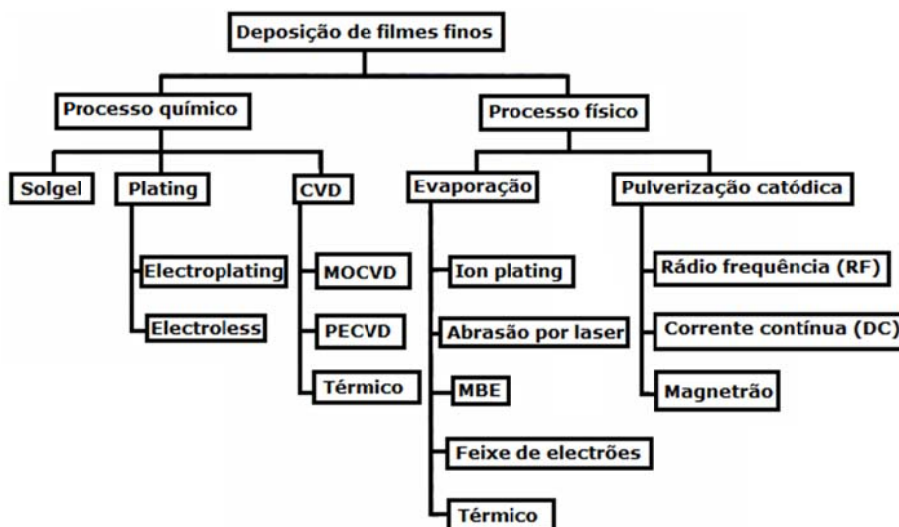 Deposição de filmes finos
Processo químico
Processo físico
Solgel
Plating
CVD
Evaporação
Pulverização catódica
Electroplating
MOCVD
Ion plating
Rádio frequência (RF)
Electroless
PECVD
Abrasão por laser
Corrente contínua (DC)
Térmico
MBE
Magnetrão
Feixe de electrões
Térmico